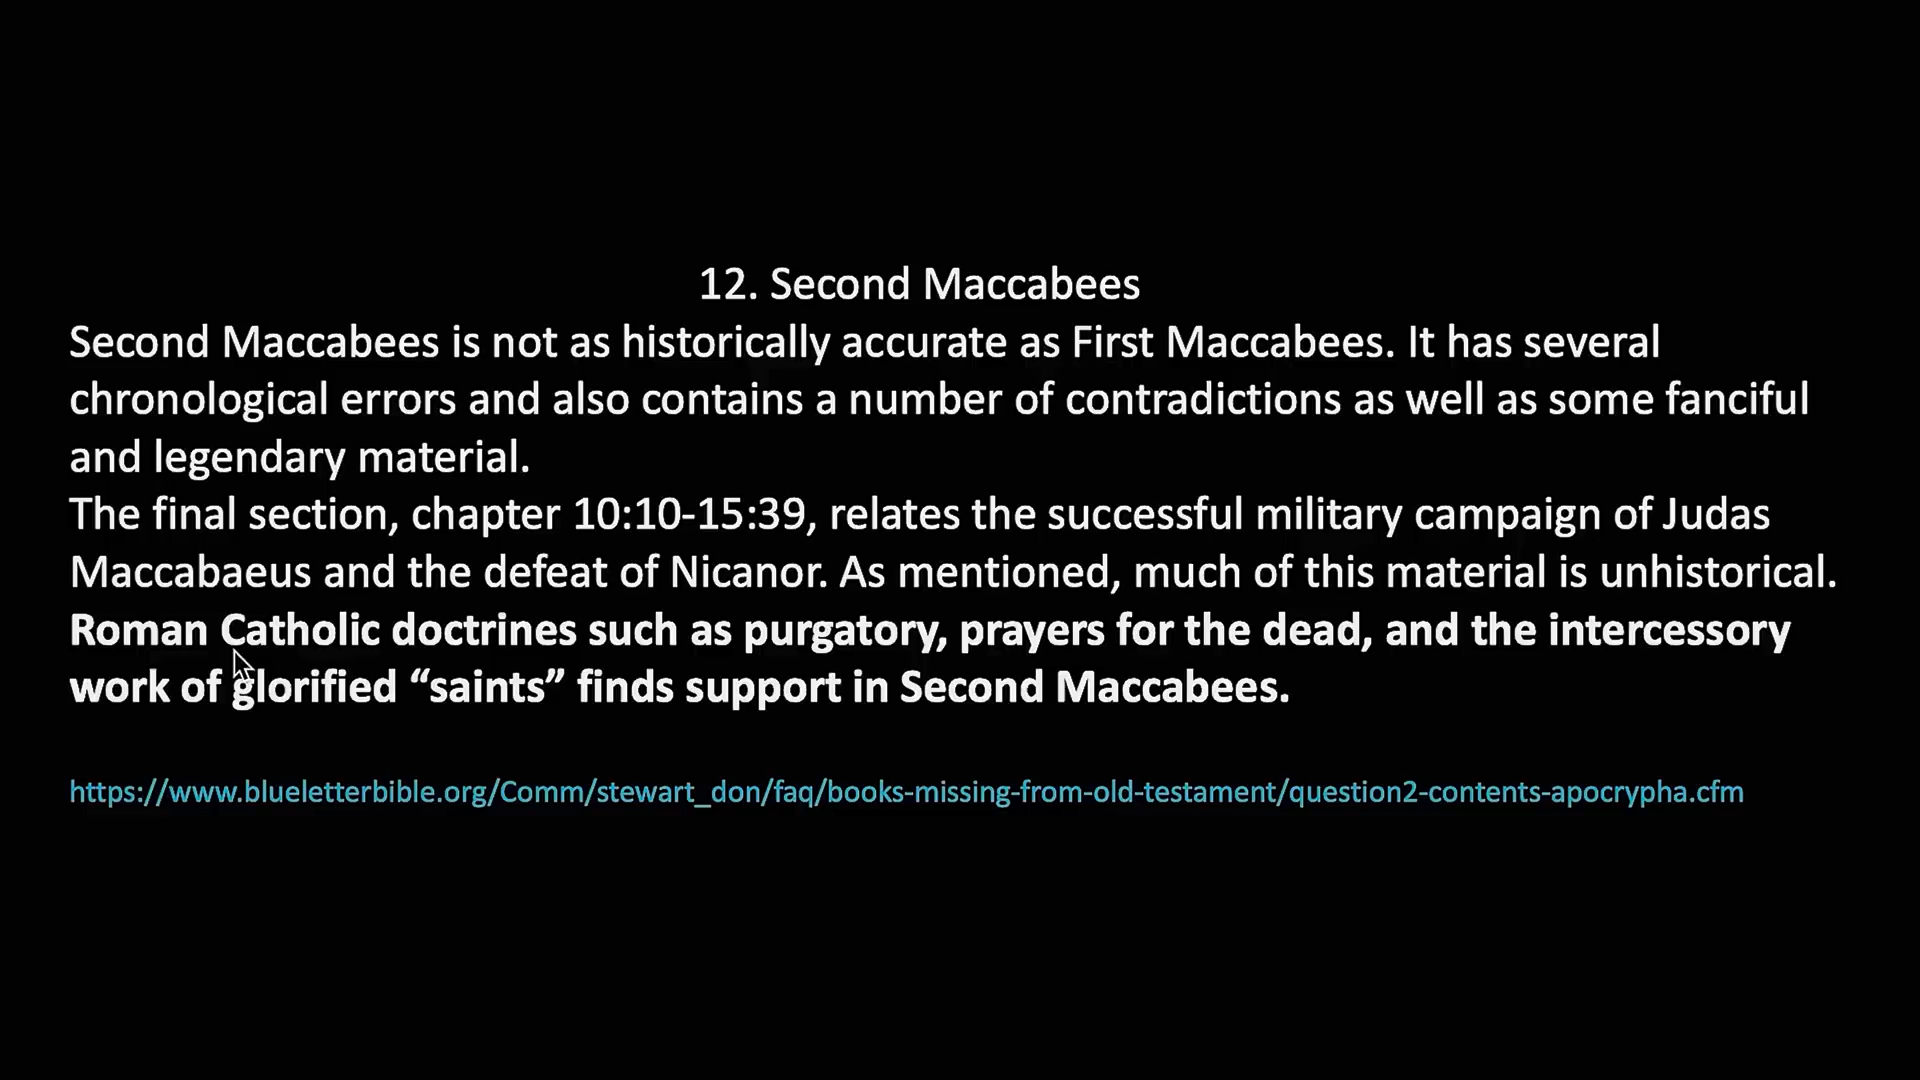 12. Second Maccabees
Second Maccabees is not as historically accurate as First Maccabees. It has several
chronological errors and also contains a number of contradictions as well as some fanciful
and legendary material.
The final section, chapter 10:10-15:39, relates the successful military campaign of Judas
Maccabaeus and the defeat of Nicanor. As mentioned, much of this material is unhistorical.
Roman Catholic doctrines such as purgatory, prayers for the dead, and the intercessory
work of glorified “saints” finds support in Second Maccabees.
https://www.blueletterbible.org/Comm/stewart_don/faq/books-missing-from-old-testament/question2-contents-apocrypha.cfm